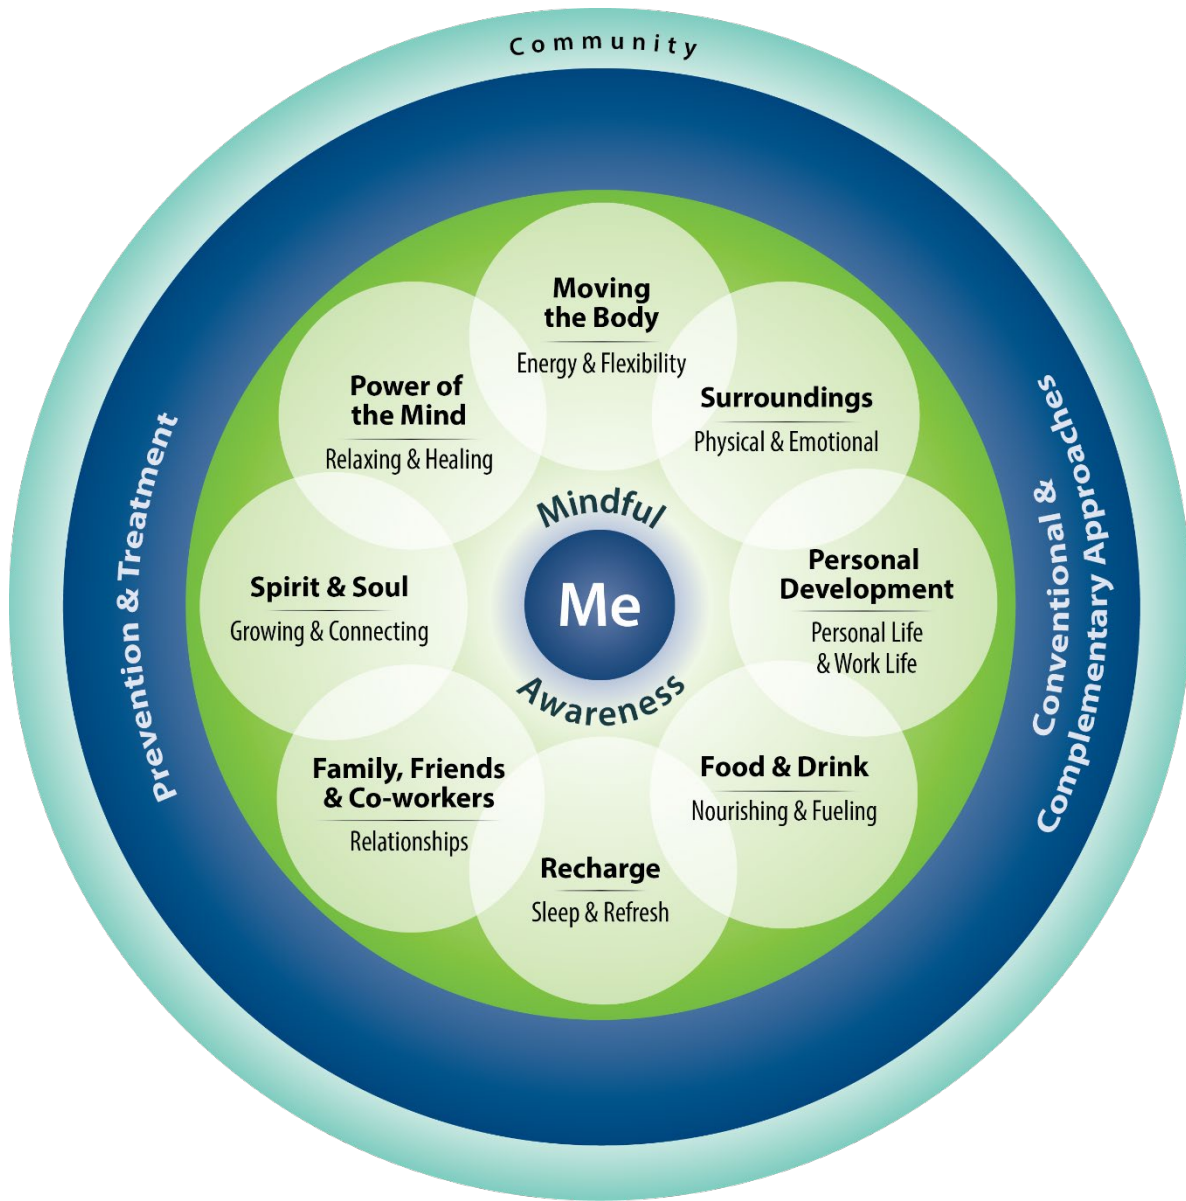 Community
Prevention & Treatment
Conventional &
Complementary Approaches
Moving
the Body
Energy & Flexibility
Surroundings
Physical & Emotional
Personal
Development
Personal Life
& Work Life
Food & Drink
Nourishing & Fueling
Recharge
Sleep & Refresh
Family, Friends
& Co-workers
Relationships
Spirit & Soul
Growing & Connecting
Power of
the Mind
Relaxing & Healing
Mindful
Awareness
Me